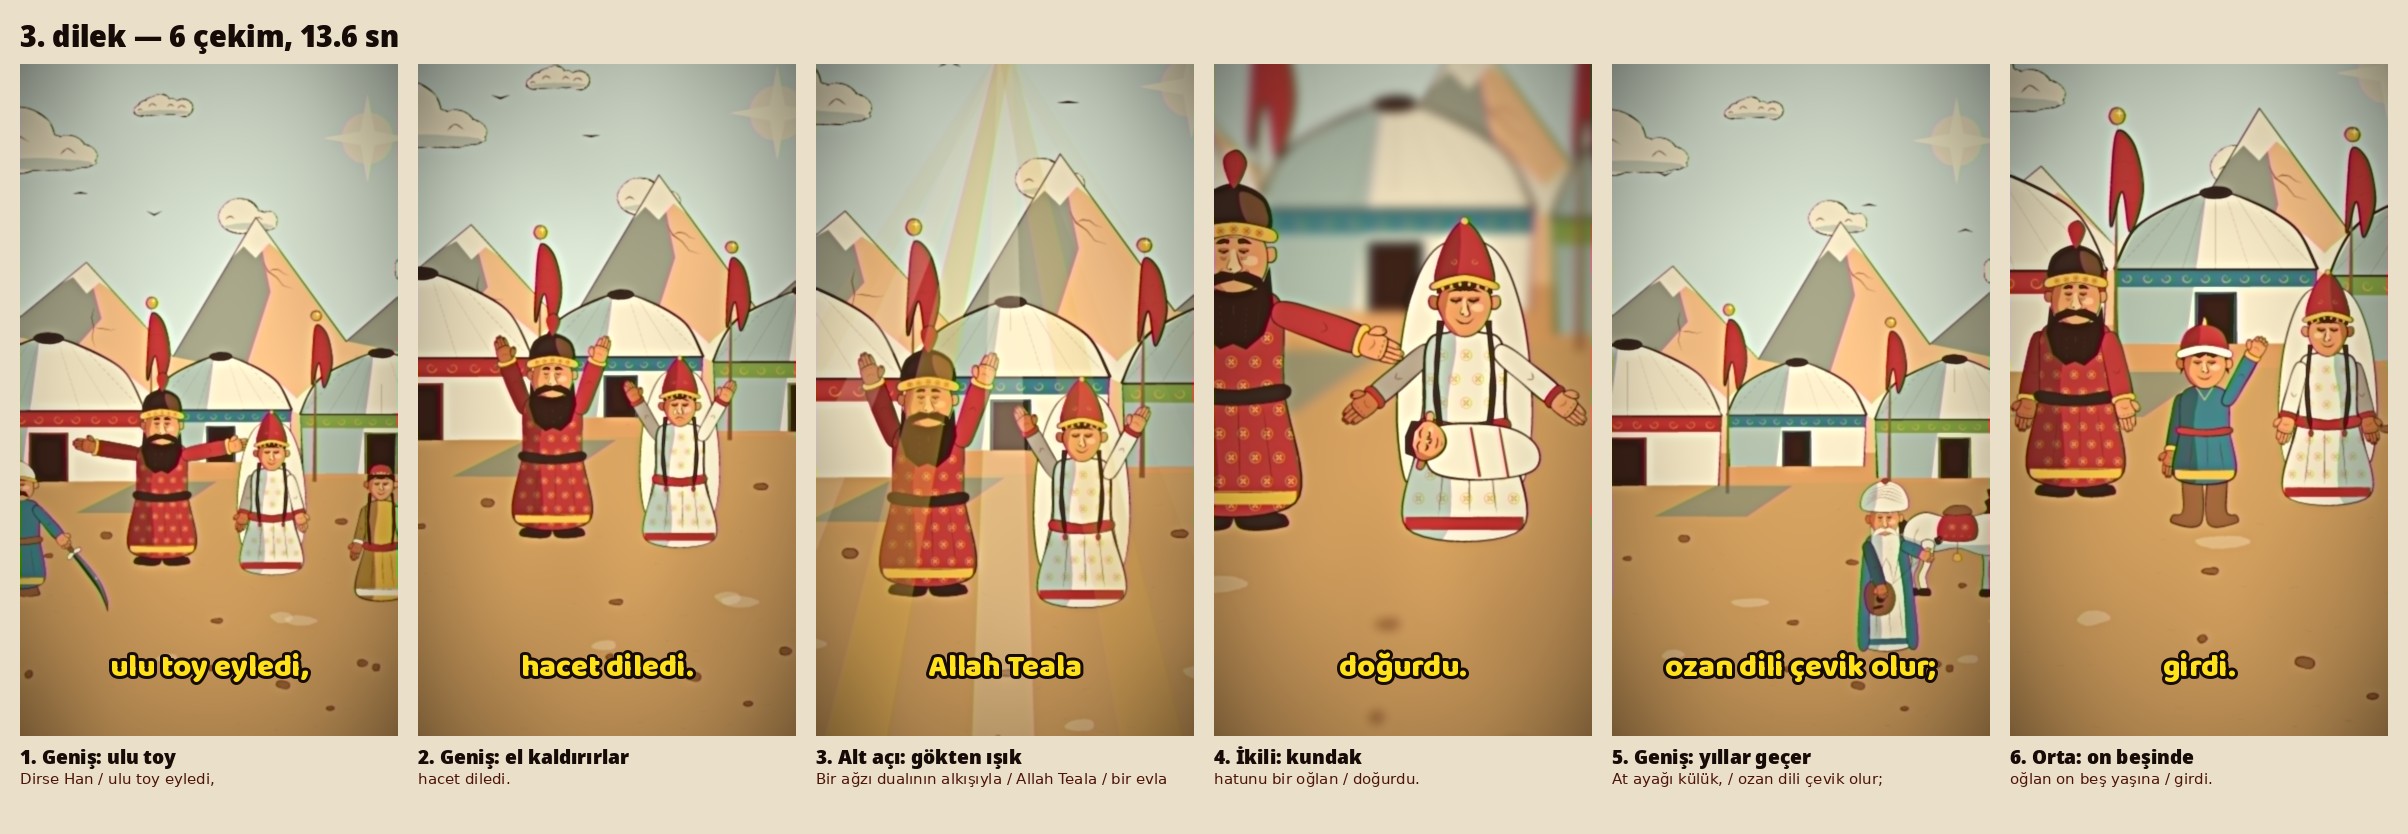 3. dilek — 6 çekim, 13.6 sn
ulu toy eyledi,
hacet diledi.
Allah Teala
doğurdu.
ozan dili çevik olur;
girdi.
1. Geniş: ulu toy
Dirse Han / ulu toy eyledi,
2. Geniş: el kaldırırlar
hacet diledi.
3. Alt açı: gökten ışık
Bir ağzı dualının alkışıyla / Allah Teala / bir evla
4. İkili: kundak
hatunu bir oğlan / doğurdu.
5. Geniş: yıllar geçer
At ayağı külük, / ozan dili çevik olur;
6. Orta: on beşinde
oğlan on beş yaşına / girdi.